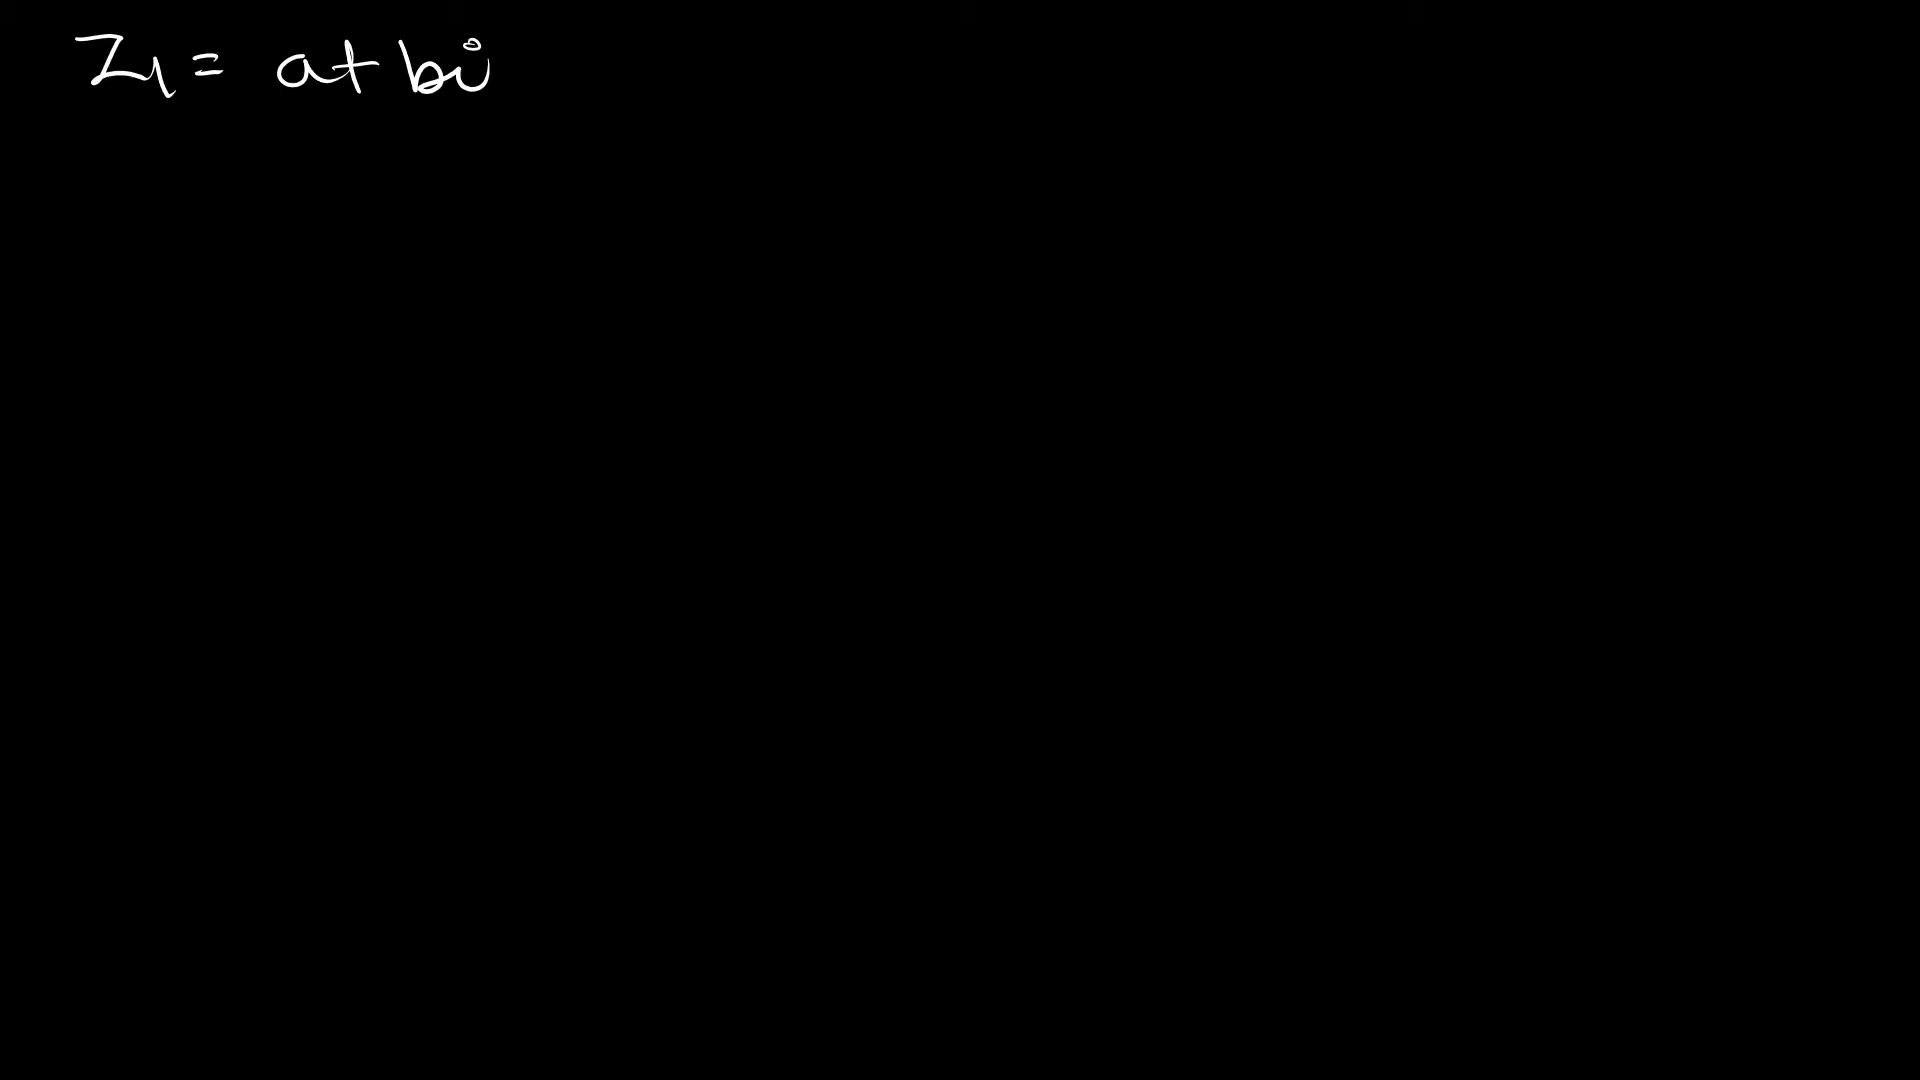 Z₁ = a + bi